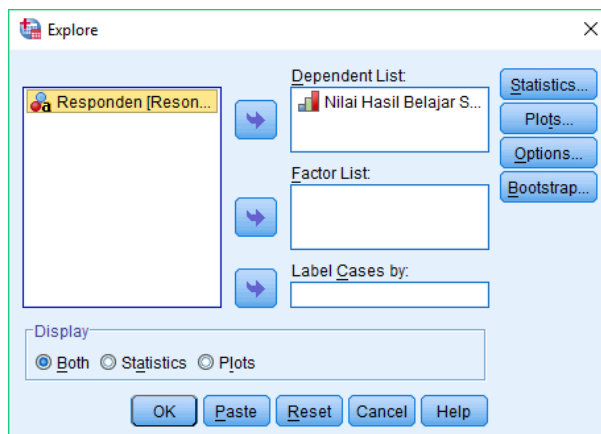 Explore
Responden [Reson...
Dependent List:
Nilai Hasil Belajar S...
Factor List:
Label Cases by:
Statistics...
Plots...
Options...
Bootstrap...
Display
Both
Statistics
Plots
OK
Paste
Reset
Cancel
Help